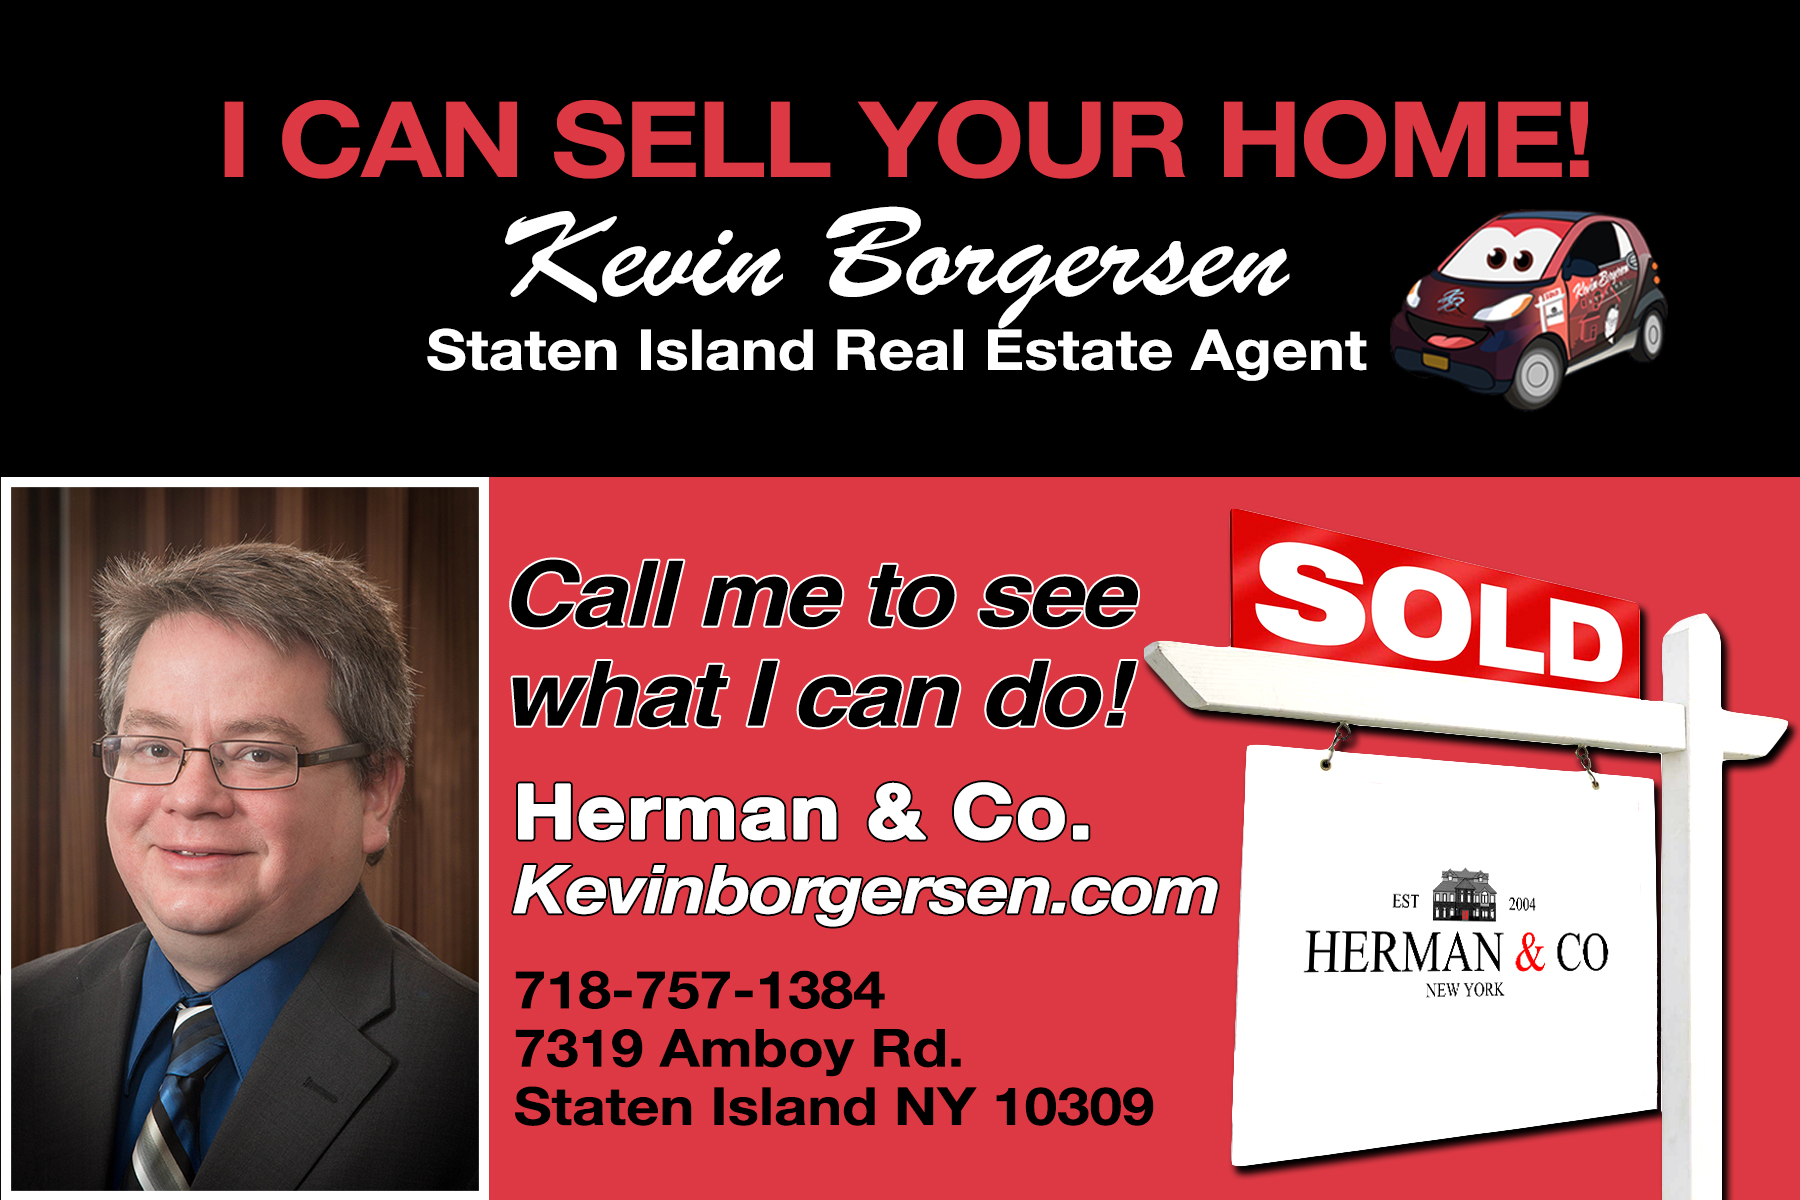 I CAN SELL YOUR HOME!
Kevin Borgersen
Staten Island Real Estate Agent
Call me to see
what I can do!
Herman & Co.
Kevinborgersen.com
718-757-1384
7319 Amboy Rd.
Staten Island NY 10309
SOLD
EST 2004
HERMAN & CO
NEW YORK
Kevin Borgersen